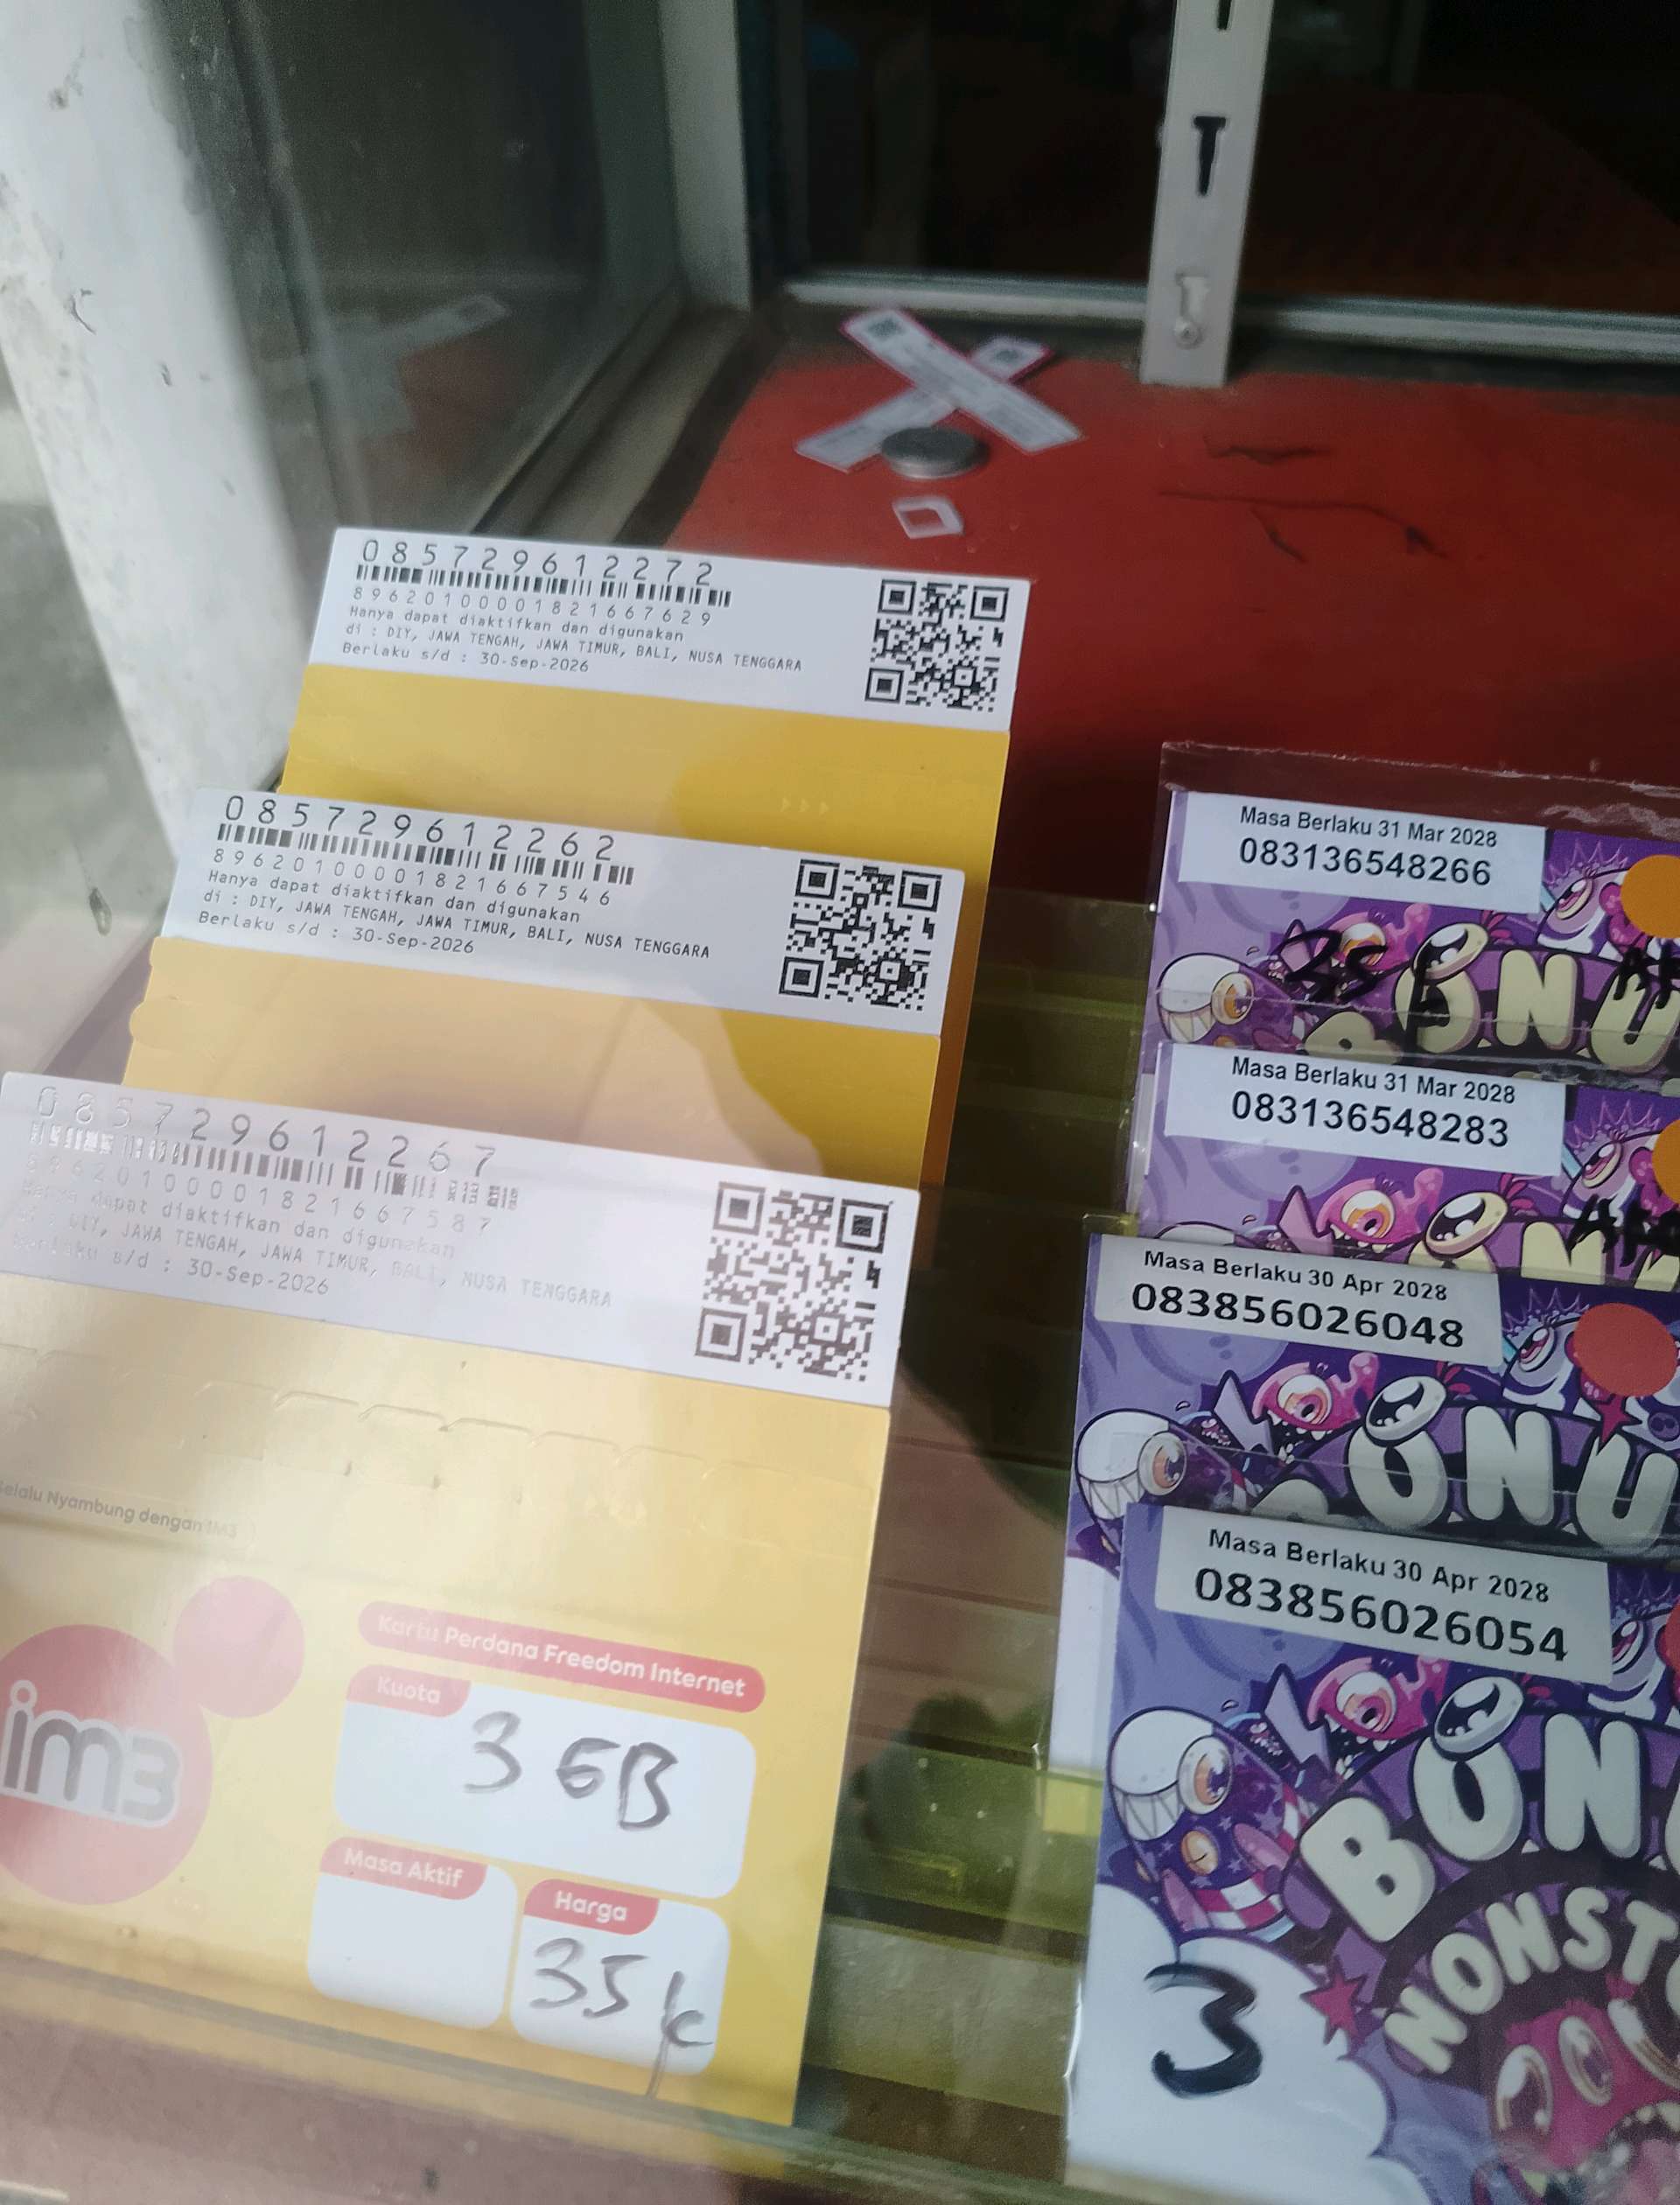 085729612272
89620100001821667629
Hanya dapat diaktifkan dan digunakan
di : DIY, JAWA TENGAH, JAWA TIMUR, BALI, NUSA TENGGARA
Berlaku s/d : 30-Sep-2026
085729612262
89620100001821667546
Hanya dapat diaktifkan dan digunakan
di : DIY, JAWA TENGAH, JAWA TIMUR, BALI, NUSA TENGGARA
Berlaku s/d : 30-Sep-2026
085729612267
89620100001821667587
Hanya dapat diaktifkan dan digunakan
di : DIY, JAWA TENGAH, JAWA TIMUR, BALI, NUSA TENGGARA
Berlaku s/d : 30-Sep-2026
Selalu Nyambung dengan IM3
im3
Kartu Perdana Freedom Internet
Kuota
3 GB
Masa Aktif
Harga
35 k
Masa Berlaku 31 Mar 2028
083136548266
BONU
Masa Berlaku 31 Mar 2028
083136548283
Masa Berlaku 30 Apr 2028
083856026048
BONU
Masa Berlaku 30 Apr 2028
083856026054
BON
NONST
3